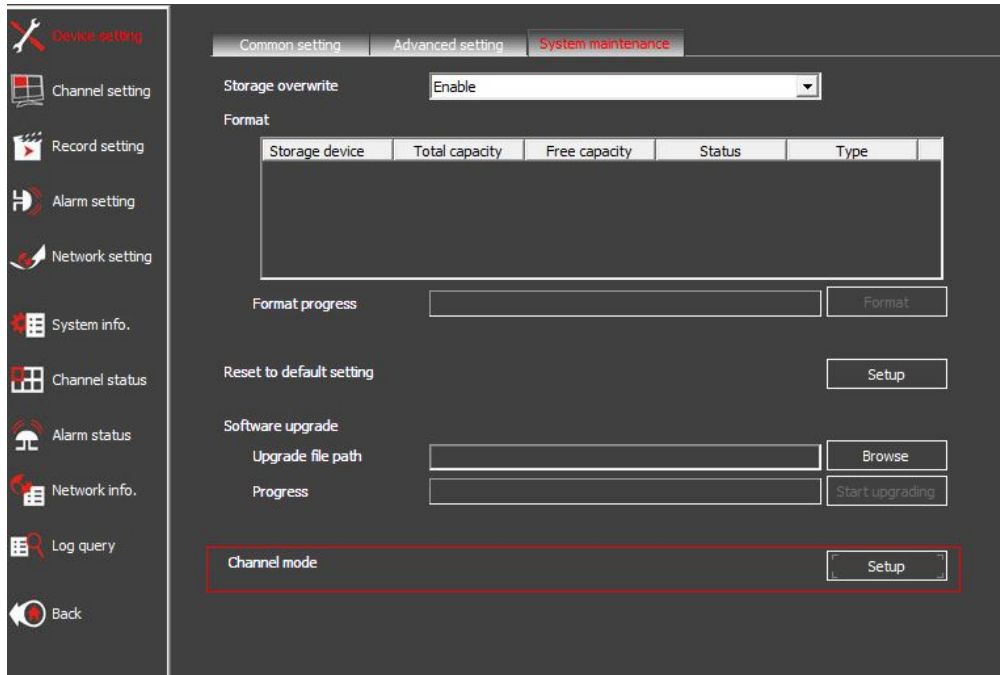 Device setting
Channel setting
Record setting
Alarm setting
Network setting
System info.
Channel status
Alarm status
Network info.
Log query
Back
Common setting Advanced setting System maintenance
Storage overwrite Enable
Format
Storage device Total capacity Free capacity Status Type
Format progress Format
Reset to default setting Setup
Software upgrade
Upgrade file path Browse
Progress Start upgrading
Channel mode Setup